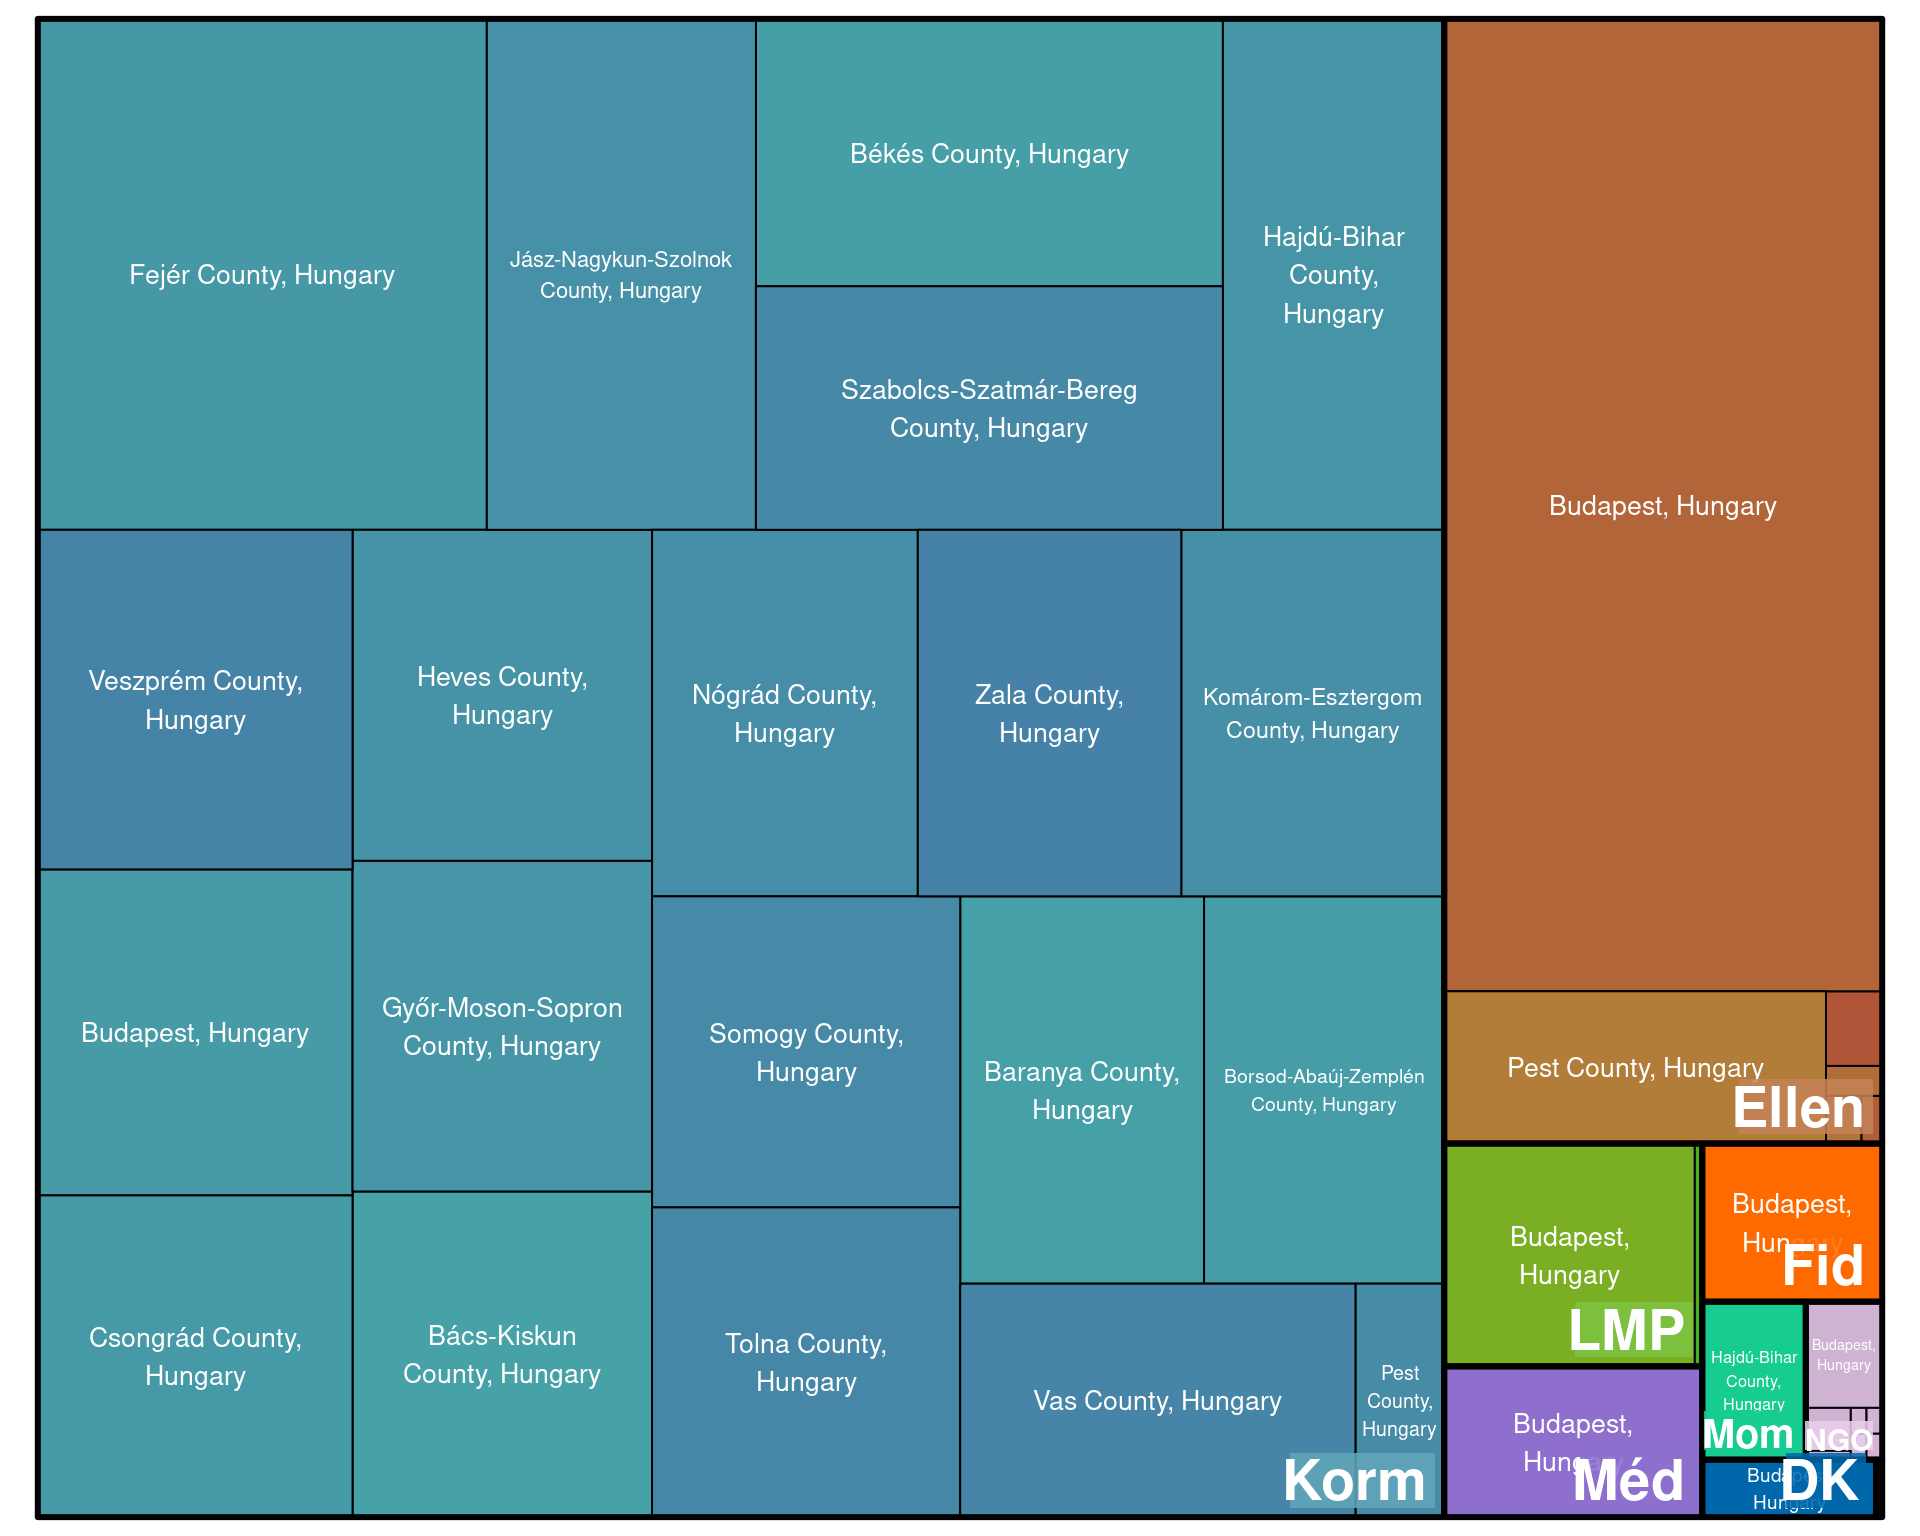 Fejér County, Hungary
Jász-Nagykun-Szolnok
County, Hungary
Békés County, Hungary
Szabolcs-Szatmár-Bereg
County, Hungary
Hajdú-Bihar
County,
Hungary
Budapest, Hungary
Veszprém County,
Hungary
Heves County,
Hungary
Nógrád County,
Hungary
Zala County,
Hungary
Komárom-Esztergom
County, Hungary
Budapest, Hungary
Győr-Moson-Sopron
County, Hungary
Somogy County,
Hungary
Baranya County,
Hungary
Borsod-Abaúj-Zemplén
County, Hungary
Pest County, Hungary
Ellen
Csongrád County,
Hungary
Bács-Kiskun
County, Hungary
Tolna County,
Hungary
Vas County, Hungary
Pest
County,
Hungary
Korm
Budapest,
Hungary
LMP
Budapest,
Hungary
Fid
Budapest,
Hungary
Méd
Hajdú-Bihar
County,
Hungary
Mom
Budapest,
Hungary
NGO
Budapest,
Hungary
DK